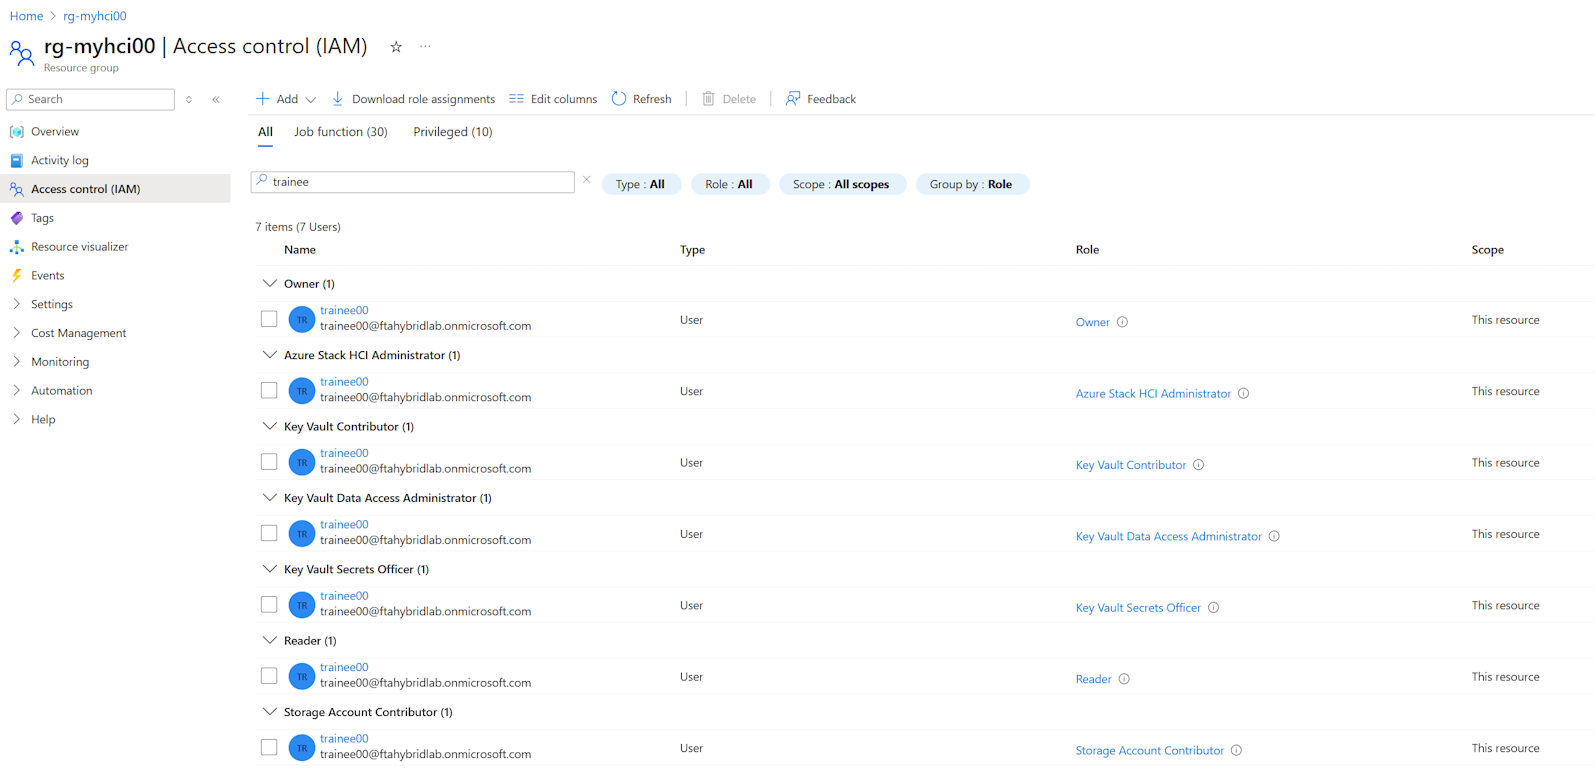 Home > rg-myhci00
rg-myhci00 | Access control (IAM) ☆ ···
Resource group
Search
Overview
Activity log
Access control (IAM)
Tags
Resource visualizer
Events
Settings
Cost Management
Monitoring
Automation
Help
Add Download role assignments Edit columns Refresh | Delete | Feedback
All Job function (30) Privileged (10)
trainee Type : All Role : All Scope : All scopes Group by : Role
7 items (7 Users)
Name Type Role Scope
Owner (1)
TR trainee00 User Owner This resource
trainee00@ftahybridlab.onmicrosoft.com
Azure Stack HCI Administrator (1)
TR trainee00 User Azure Stack HCI Administrator This resource
trainee00@ftahybridlab.onmicrosoft.com
Key Vault Contributor (1)
TR trainee00 User Key Vault Contributor This resource
trainee00@ftahybridlab.onmicrosoft.com
Key Vault Data Access Administrator (1)
TR trainee00 User Key Vault Data Access Administrator This resource
trainee00@ftahybridlab.onmicrosoft.com
Key Vault Secrets Officer (1)
TR trainee00 User Key Vault Secrets Officer This resource
trainee00@ftahybridlab.onmicrosoft.com
Reader (1)
TR trainee00 User Reader This resource
trainee00@ftahybridlab.onmicrosoft.com
Storage Account Contributor (1)
TR trainee00 User Storage Account Contributor This resource
trainee00@ftahybridlab.onmicrosoft.com